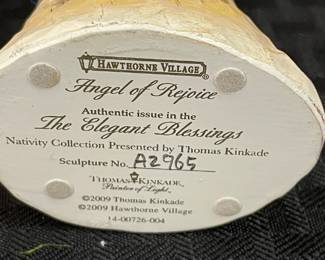 HAWTHORNE VILLAGE
Angel of Rejoice
Authentic issue in the
The Elegant Blessings
Nativity Collection Presented by Thomas Kinkade
Sculpture No. A2965
THOMAS KINKADE
Painter of Light
©2009 Thomas Kinkade
©2009 Hawthorne Village
14-00726-004